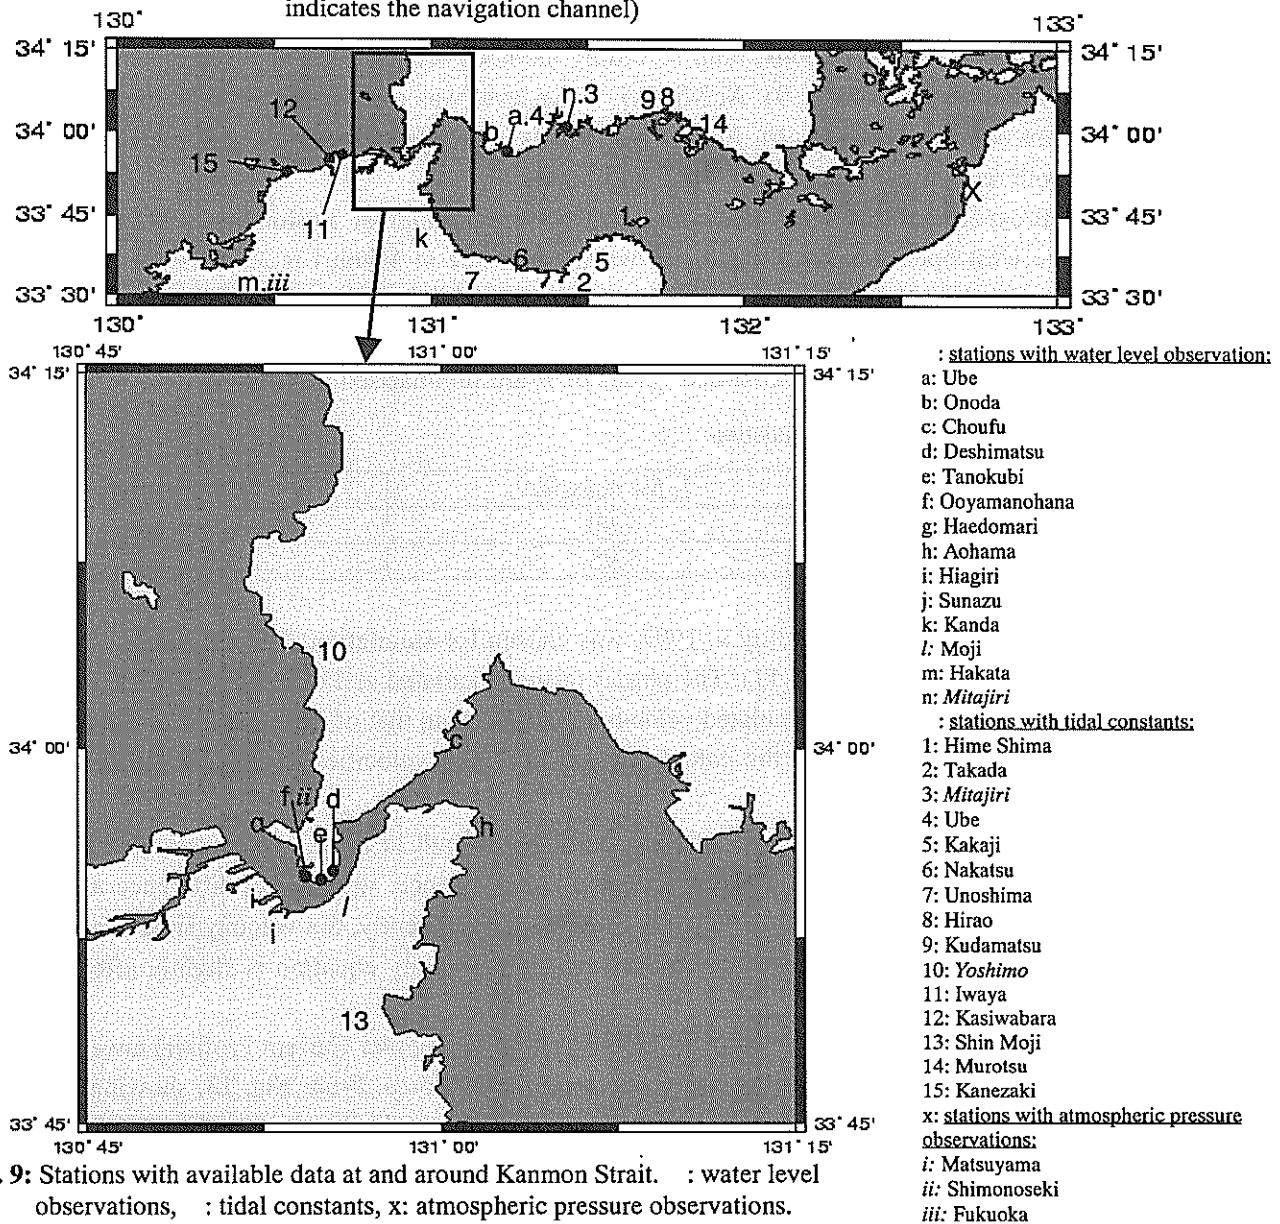 indicates the navigation channel)
130˚ 133˚
34˚ 15' 34˚ 15'
12 n.3 9 8
b a.4 14
34˚ 00' 34˚ 00'
15
X
33˚ 45' 33˚ 45'
11 k
1
6 5
m.iii 7 2
33˚ 30' 33˚ 30'
130˚ 131˚ 132˚ 133˚
130˚ 45' 131˚ 00' 131˚ 15'
34˚ 15' 34˚ 15'
10
34˚ 00' c 34˚ 00'
f ii d
g e h
j l
i
13
33˚ 45' 33˚ 45'
130˚ 45' 131˚ 00' 131˚ 15'
: stations with water level observation:
a: Ube
b: Onoda
c: Choufu
d: Deshimatsu
e: Tanokubi
f: Ooyamanohana
g: Haedomari
h: Aohama
i: Hiagiri
j: Sunazu
k: Kanda
l: Moji
m: Hakata
n: Mitajiri
: stations with tidal constants:
1: Hime Shima
2: Takada
3: Mitajiri
4: Ube
5: Kakaji
6: Nakatsu
7: Unoshima
8: Hirao
9: Kudamatsu
10: Yoshimo
11: Iwaya
12: Kasiwabara
13: Shin Moji
14: Murotsu
15: Kanezaki
x: stations with atmospheric pressure
observations:
i: Matsuyama
ii: Shimonoseki
iii: Fukuoka
. 9: Stations with available data at and around Kanmon Strait. : water level
observations, : tidal constants, x: atmospheric pressure observations.